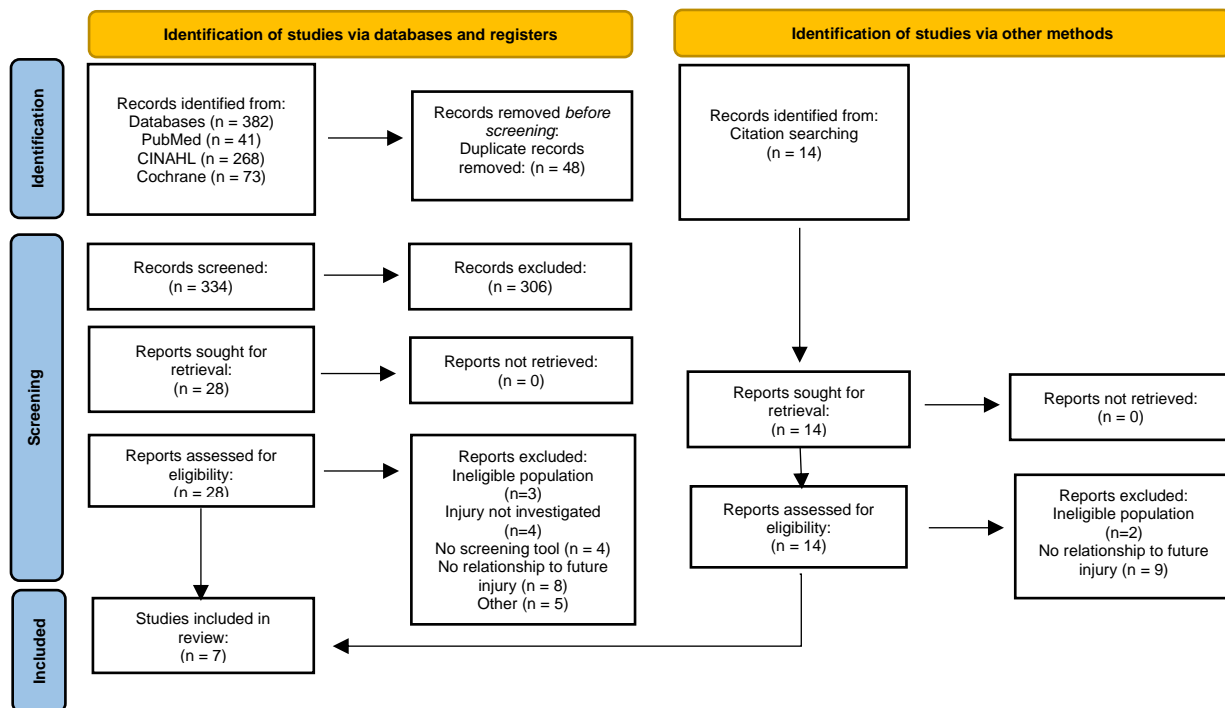 Identification of studies via databases and registers
Identification of studies via other methods
Identification
Records identified from:
Databases (n = 382)
PubMed (n = 41)
CINAHL (n = 268)
Cochrane (n = 73)
Records removed before
screening:
Duplicate records
removed: (n = 48)
Records identified from:
Citation searching
(n = 14)
Screening
Records screened:
(n = 334)
Records excluded:
(n = 306)
Reports sought for
retrieval:
(n = 28)
Reports not retrieved:
(n = 0)
Reports sought for
retrieval:
(n = 14)
Reports not retrieved:
(n = 0)
Reports assessed for
eligibility:
(n = 28)
Reports excluded:
Ineligible population
(n=3)
Injury not investigated
(n=4)
No screening tool (n = 4)
No relationship to future
injury (n = 8)
Other (n = 5)
Reports assessed for
eligibility:
(n = 14)
Reports excluded:
Ineligible population
(n=2)
No relationship to future
injury (n = 9)
Included
Studies included in
review:
(n = 7)